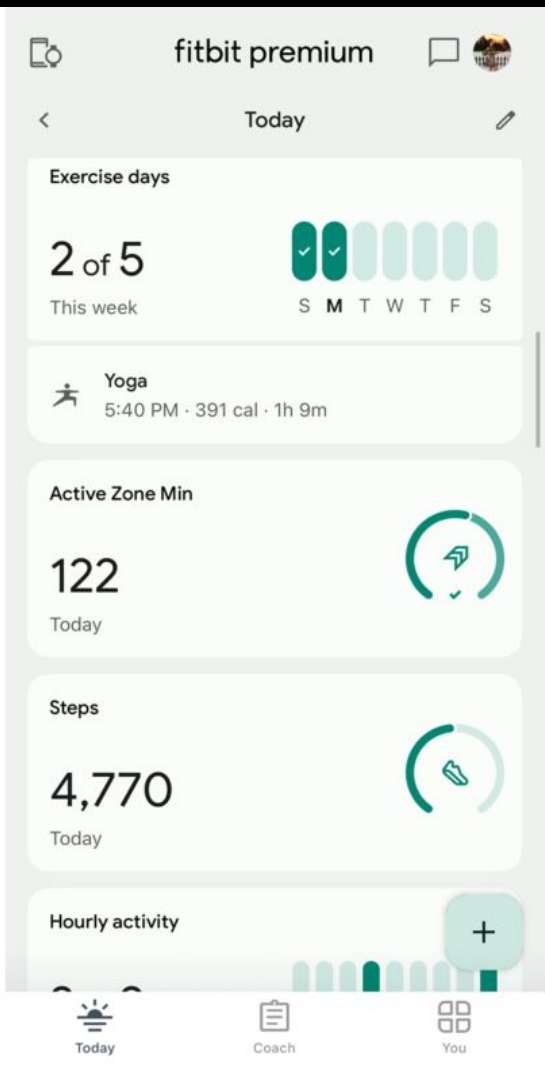 fitbit premium
Today
Exercise days
2 of 5
This week
S M T W T F S
Yoga
5:40 PM · 391 cal · 1h 9m
Active Zone Min
122
Today
Steps
4,770
Today
Hourly activity
Today Coach You